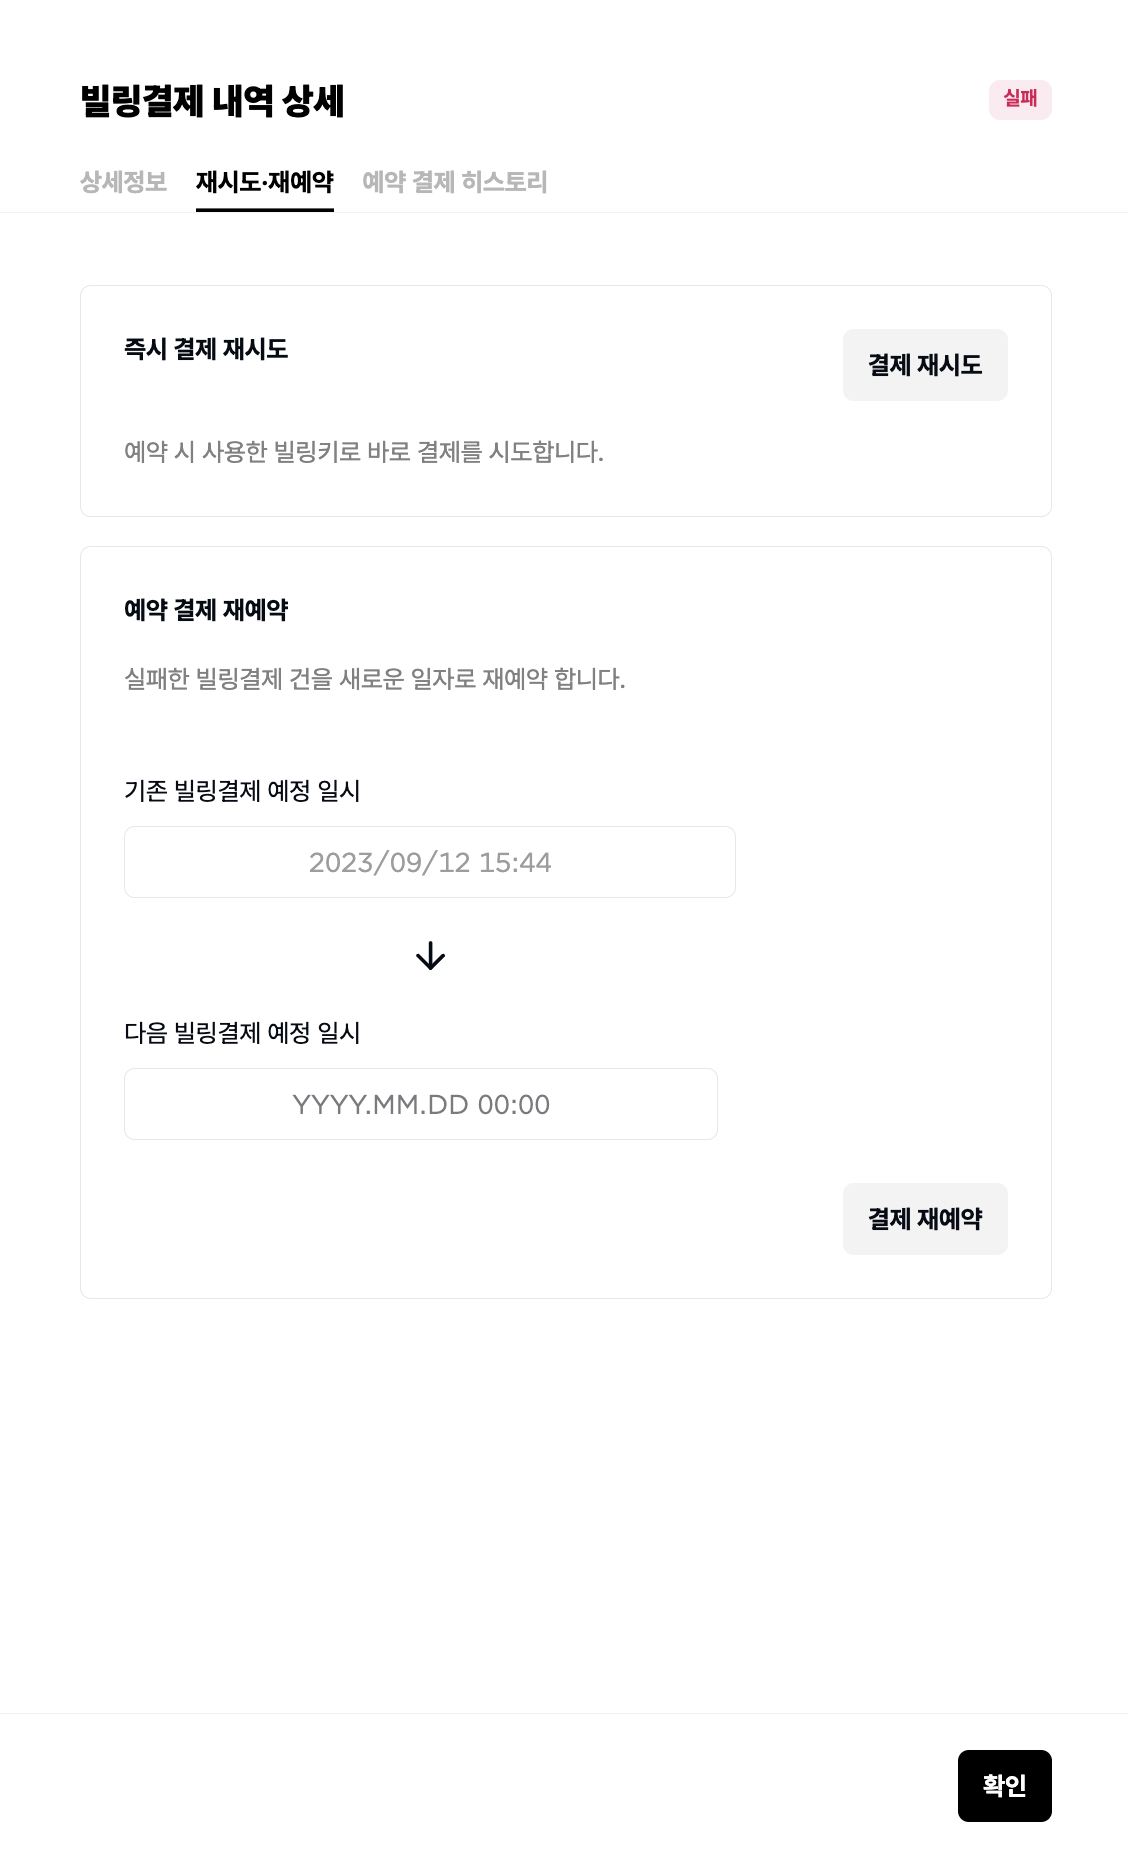 빌링결제 내역 상세
실패
상세정보 재시도·재예약 예약 결제 히스토리
즉시 결제 재시도
결제 재시도
예약 시 사용한 빌링키로 바로 결제를 시도합니다.
예약 결제 재예약
실패한 빌링결제 건을 새로운 일자로 재예약 합니다.
기존 빌링결제 예정 일시
2023/09/12 15:44
다음 빌링결제 예정 일시
YYYY.MM.DD 00:00
결제 재예약
확인